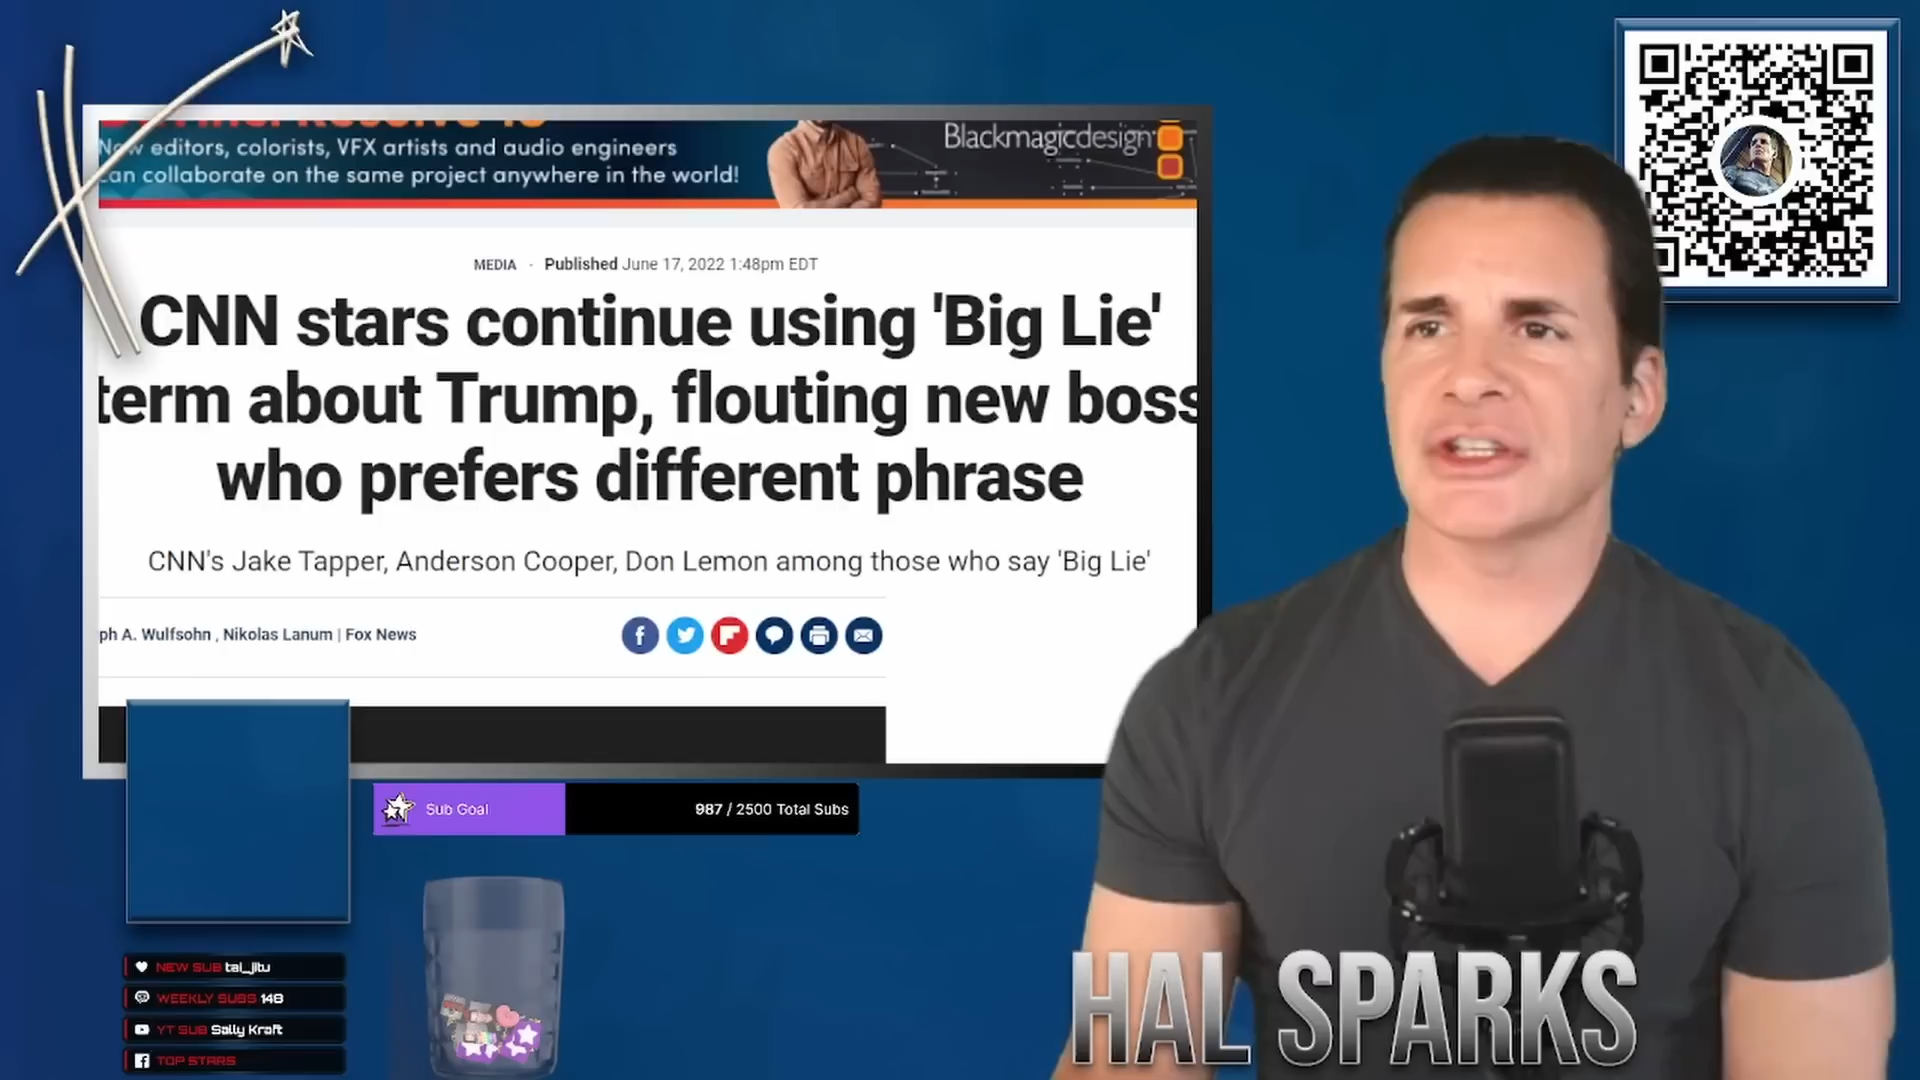 New editors, colorists, VFX artists and audio engineers
can collaborate on the same project anywhere in the world!
Blackmagicdesign
MEDIA - Published June 17, 2022 1:48pm EDT
CNN stars continue using 'Big Lie'
term about Trump, flouting new boss
who prefers different phrase
CNN's Jake Tapper, Anderson Cooper, Don Lemon among those who say 'Big Lie'
ph A. Wulfsohn , Nikolas Lanum | Fox News
Sub Goal 987 / 2500 Total Subs
NEW SUB tal_jitu
WEEKLY SUBS 148
YT SUB Sally Kraft
TOP STARS
HAL SPARKS